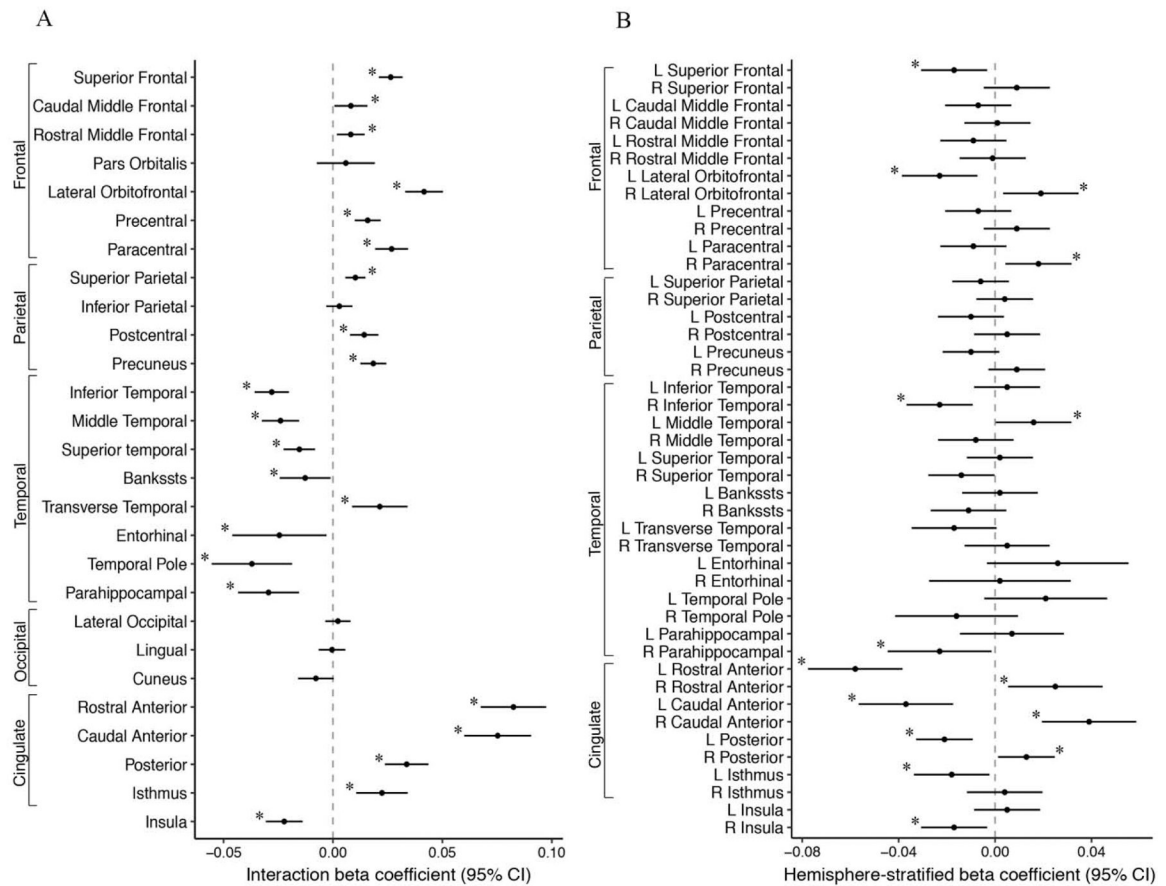 A
Frontal
Superior Frontal
*
Caudal Middle Frontal
*
Rostral Middle Frontal
*
Pars Orbitalis
Lateral Orbitofrontal
*
Precentral
*
Paracentral
*
Parietal
Superior Parietal
*
Inferior Parietal
Postcentral
*
Precuneus
*
Temporal
Inferior Temporal
*
Middle Temporal
*
Superior temporal
*
Bankssts
*
Transverse Temporal
*
Entorhinal
*
Temporal Pole
*
Parahippocampal
*
Occipital
Lateral Occipital
Lingual
Cuneus
Cingulate
Rostral Anterior
*
Caudal Anterior
*
Posterior
*
Isthmus
*
Insula
*
−0.05 0.00 0.05 0.10
Interaction beta coefficient (95% CI)
B
Frontal
L Superior Frontal
*
R Superior Frontal
L Caudal Middle Frontal
R Caudal Middle Frontal
L Rostral Middle Frontal
R Rostral Middle Frontal
L Lateral Orbitofrontal
*
R Lateral Orbitofrontal
*
L Precentral
R Precentral
L Paracentral
R Paracentral
*
Parietal
L Superior Parietal
R Superior Parietal
L Postcentral
R Postcentral
L Precuneus
R Precuneus
Temporal
L Inferior Temporal
R Inferior Temporal
*
L Middle Temporal
*
R Middle Temporal
L Superior Temporal
R Superior Temporal
L Bankssts
R Bankssts
L Transverse Temporal
R Transverse Temporal
L Entorhinal
R Entorhinal
L Temporal Pole
R Temporal Pole
L Parahippocampal
R Parahippocampal
*
Cingulate
L Rostral Anterior
*
R Rostral Anterior
*
L Caudal Anterior
*
R Caudal Anterior
*
L Posterior
*
R Posterior
*
L Isthmus
*
R Isthmus
L Insula
R Insula
*
−0.08 −0.04 0.00 0.04
Hemisphere-stratified beta coefficient (95% CI)